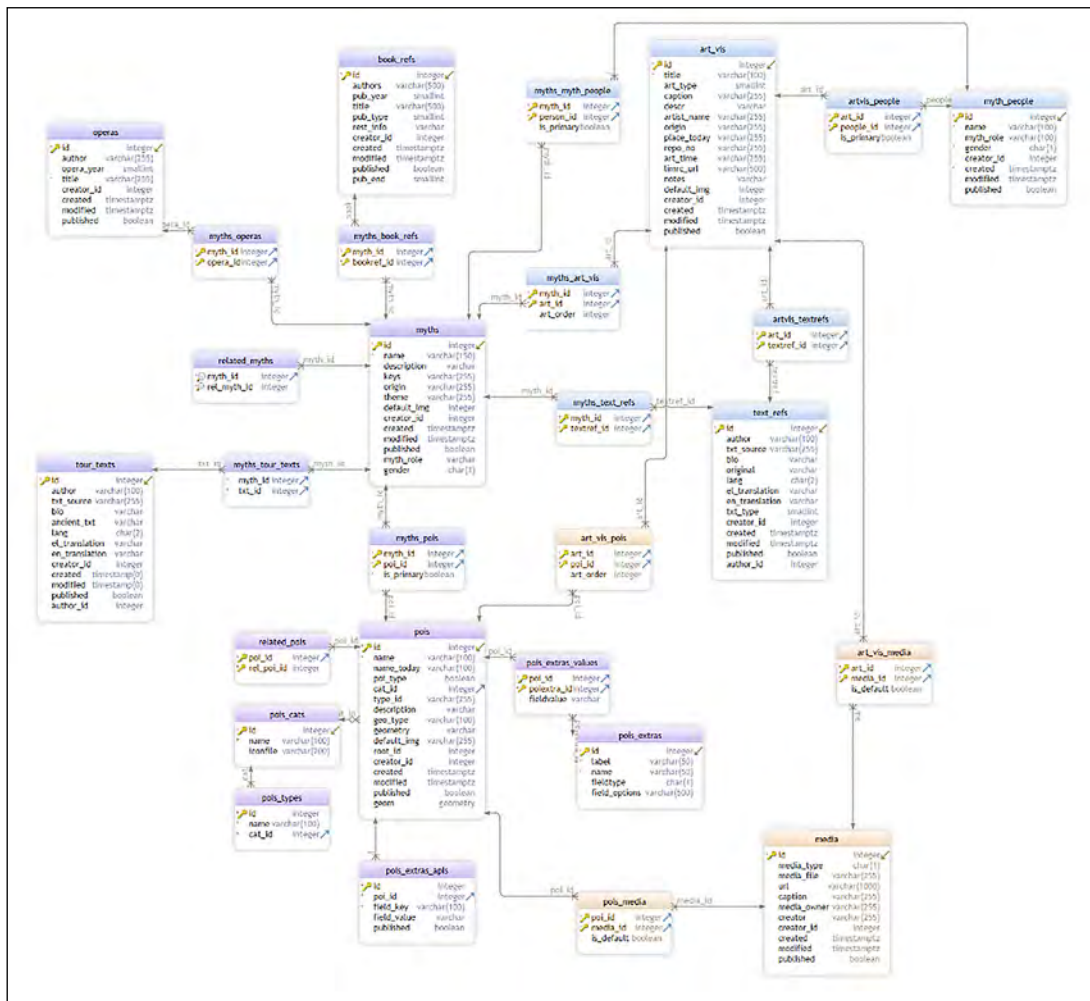 book_refs
id integer
authors varchar(500)
pub_year smallint
title varchar(500)
pub_type smallint
rest_info varchar
creator_id integer
created timestamptz
modified timestamptz
published boolean
pub_end smallint
art_vis
id integer
title varchar(100)
art_type smallint
caption varchar(255)
descr varchar
artist_name varchar(255)
origin varchar(255)
place_today varchar(255)
repo_no varchar(255)
art_time varchar(255)
limrc_url varchar(500)
notes varchar
default_img integer
creator_id integer
created timestamptz
modified timestamptz
published boolean
myths_myth_people
myth_id integer
person_id integer
is_primary boolean
art_id
artvis_people
art_id integer
people_id integer
is_primary boolean
people
myth_people
id integer
name varchar(100)
myth_role varchar(100)
gender char(1)
creator_id integer
created timestamptz
modified timestamptz
published boolean
operas
id integer
author varchar(255)
opera_year smallint
title varchar(255)
creator_id integer
created timestamptz
modified timestamptz
published boolean
myths_operas
myth_id integer
opera_id integer
myths_book_refs
myth_id integer
bookref_id integer
myths_art_vis
myth_id integer
art_id integer
art_order integer
myth_id
art_id
artvis_textrefs
art_id integer
textref_id integer
myths
id integer
name varchar(150)
description varchar
keys varchar(255)
origin varchar(255)
theme varchar(255)
default_img integer
creator_id integer
created timestamptz
modified timestamptz
published boolean
myth_role varchar
gender char(1)
related_myths
myth_id integer
rel_myth_id integer
myth_id
myth_id
myths_text_refs
myth_id integer
textref_id integer
textref_id
text_refs
id integer
author varchar(100)
txt_source varchar(255)
bio varchar
original varchar
lang char(2)
el_translation varchar
en_translation varchar
txt_type smallint
creator_id integer
created timestamptz
modified timestamptz
published boolean
author_id integer
tour_texts
id integer
author varchar(100)
txt_source varchar(255)
bio varchar
ancient_txt varchar
lang char(2)
el_translation varchar
en_translation varchar
creator_id integer
created timestamp(0)
modified timestamp(0)
published boolean
author_id integer
txt_id
myths_tour_texts
myth_id integer
txt_id integer
myth_id
myths_pois
myth_id integer
poi_id integer
is_primary boolean
art_vis_pois
art_id integer
poi_id integer
art_order integer
art_id
pois
id integer
name varchar(100)
name_today varchar(100)
poi_type boolean
cat_id integer
type_id varchar(255)
description varchar
geo_type varchar(100)
geometry varchar
default_img varchar(255)
root_id integer
creator_id integer
created timestamptz
modified timestamptz
published boolean
geom geometry
related_pois
poi_id integer
rel_poi_id integer
poi_id
poi_id
pois_extras_values
poi_id integer
poiextra_id integer
fieldvalue varchar
pois_cats
id integer
name varchar(100)
iconfile varchar(200)
pois_extras
id integer
label varchar(50)
name varchar(50)
fieldtype char(1)
field_options varchar(500)
pois_types
id integer
name varchar(100)
cat_id integer
art_vis_media
art_id integer
media_id integer
is_default boolean
pois_extras_apis
id integer
poi_id integer
field_key varchar(100)
field_value varchar
published boolean
poi_id
pois_media
poi_id integer
media_id integer
is_default boolean
media_id
media
id integer
media_type char(1)
media_file varchar(255)
url varchar(1000)
caption varchar(255)
media_owner varchar(255)
creator varchar(255)
creator_id integer
created timestamptz
modified timestamptz
published boolean